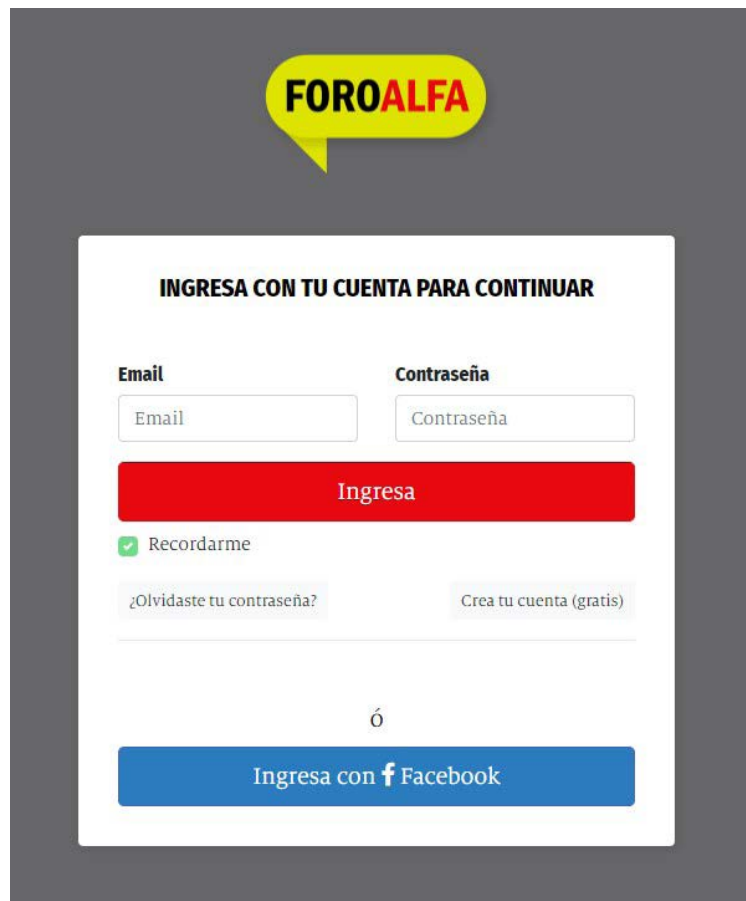 FOROALFA
INGRESA CON TU CUENTA PARA CONTINUAR
Email
Contraseña
Email
Contraseña
Ingresa
Recordarme
¿Olvidaste tu contraseña?
Crea tu cuenta (gratis)
Ó
Ingresa con f Facebook